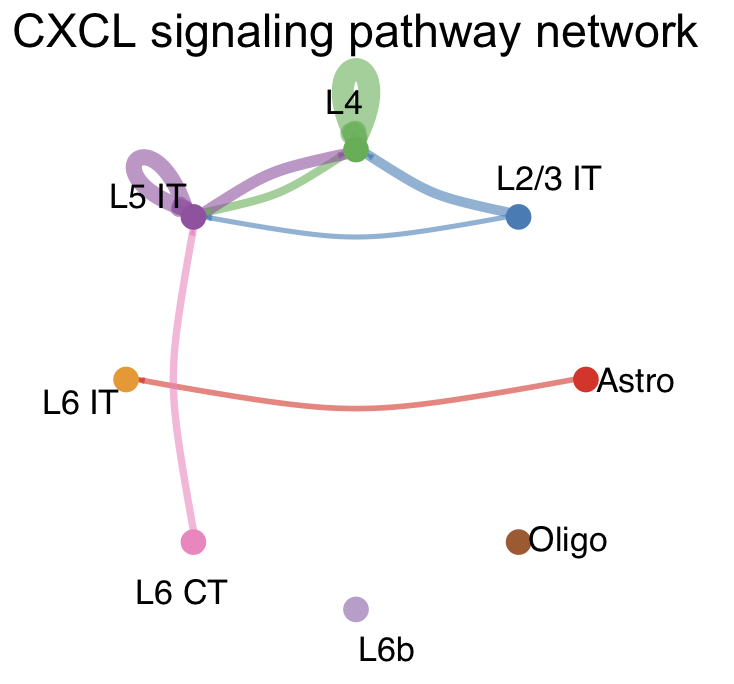 CXCL signaling pathway network
L4
L2/3 IT
L5 IT
Astro
L6 IT
Oligo
L6 CT
L6b